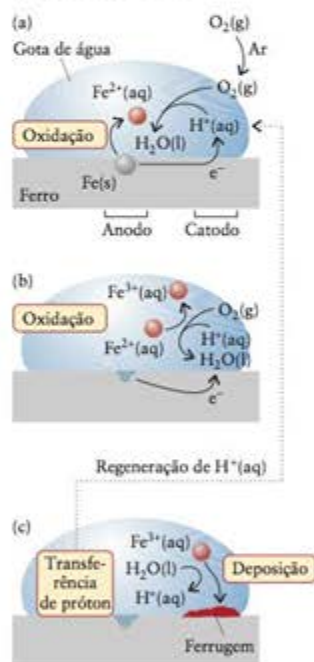 (a)
O₂(g)
Gota de água
Ar
Fe²⁺(aq)
O₂(g)
Oxidação
H⁺(aq)
H₂O(l)
Fe(s)
e⁻
Ferro
Anodo
Catodo
(b)
Fe³⁺(aq)
Oxidação
O₂(g)
Fe²⁺(aq)
H⁺(aq)
H₂O(l)
e⁻
Regeneração de H⁺(aq)
(c)
Fe³⁺(aq)
Transfe-
rência
de próton
H₂O(l)
Deposição
H⁺(aq)
Ferrugem